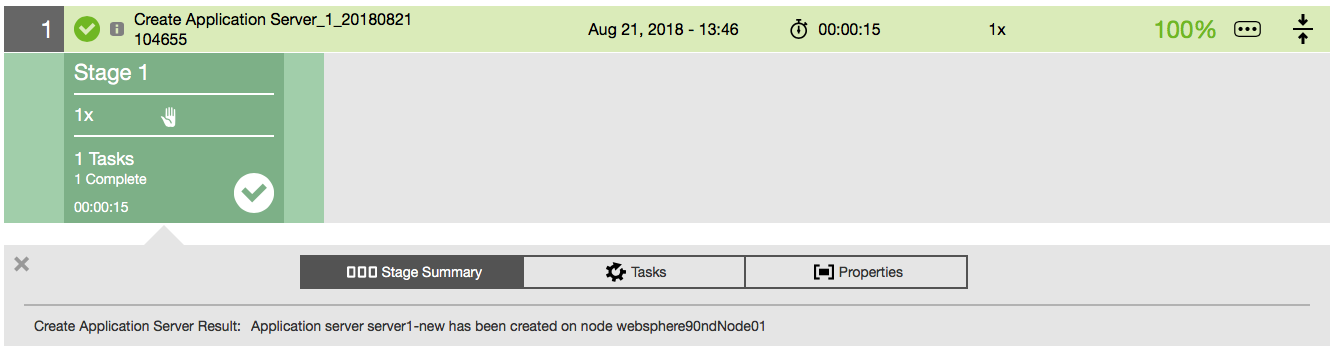 1
Create Application Server_1_20180821
104655
Aug 21, 2018 - 13:46
00:00:15
1x
100%
Stage 1
1x
1 Tasks
1 Complete
00:00:15
Stage Summary
Tasks
Properties
Create Application Server Result: Application server server1-new has been created on node websphere90ndNode01